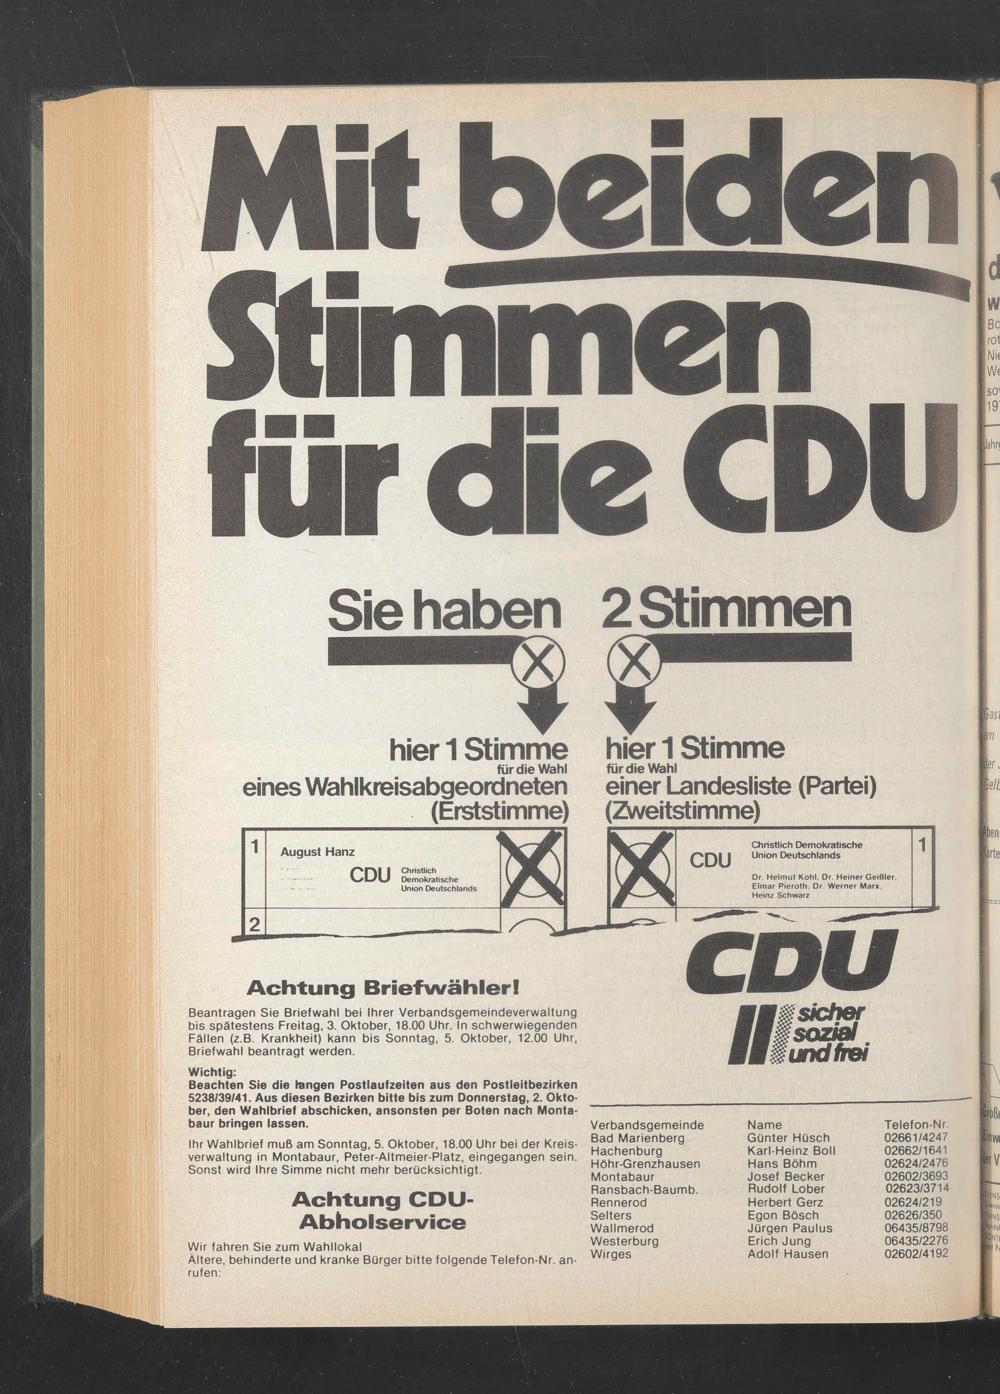 Mit beiden
Stimmen
für die CDU
Sie haben 2 Stimmen
hier 1 Stimme
für die Wahl
eines Wahlkreisabgeordneten
(Erststimme)
hier 1 Stimme
für die Wahl
einer Landesliste (Partei)
(Zweitstimme)
1
August Hanz
CDU
Christlich
Demokratische
Union Deutschlands
2
CDU
Christlich Demokratische
Union Deutschlands
1
Dr. Helmut Kohl. Dr. Heiner Geißler.
Elmar Pieroth. Dr. Werner Marx.
Heinz Schwarz
CDU
sicher
sozial
und frei
Achtung Briefwähler!
Beantragen Sie Briefwahl bei Ihrer Verbandsgemeindeverwaltung
bis spätestens Freitag, 3. Oktober, 18.00 Uhr. In schwerwiegenden
Fällen (z.B. Krankheit) kann bis Sonntag, 5. Oktober, 12.00 Uhr,
Briefwahl beantragt werden.
Wichtig:
Beachten Sie die langen Postlaufzeiten aus den Postleitbezirken
5238/39/41. Aus diesen Bezirken bitte bis zum Donnerstag, 2. Okto-
ber, den Wahlbrief abschicken, ansonsten per Boten nach Monta-
baur bringen lassen.
Ihr Wahlbrief muß am Sonntag, 5. Oktober, 18.00 Uhr bei der Kreis-
verwaltung in Montabaur, Peter-Altmeier-Platz, eingegangen sein.
Sonst wird Ihre Simme nicht mehr berücksichtigt.
Achtung CDU-
Abholservice
Wir fahren Sie zum Wahllokal
Ältere, behinderte und kranke Bürger bitte folgende Telefon-Nr. an-
rufen:
Verbandsgemeinde Name Telefon-Nr.
Bad Marienberg Günter Hüsch 02661/4247
Hachenburg Karl-Heinz Boll 02662/1641
Höhr-Grenzhausen Hans Böhm 02624/2476
Montabaur Josef Becker 02602/3693
Ransbach-Baumb. Rudolf Lober 02623/3714
Rennerod Herbert Gerz 02624/219
Selters Egon Bösch 02626/350
Wallmerod Jürgen Paulus 06435/8798
Westerburg Erich Jung 06435/2276
Wirges Adolf Hausen 02602/4192